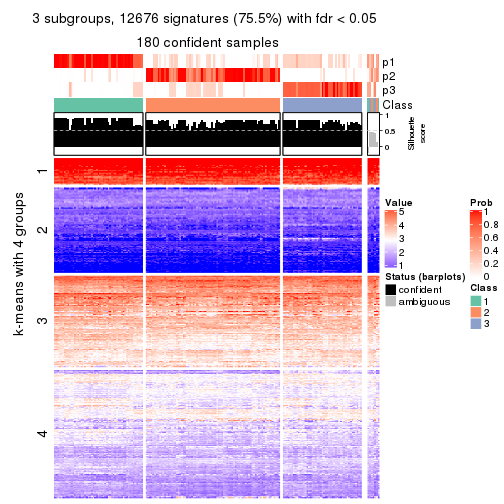 3 subgroups, 12676 signatures (75.5%) with fdr < 0.05
180 confident samples
p1
p2
p3
Class
1
0.5
0
Silhouette
score
k-means with 4 groups
1
2
3
4
Value
5
4
3
2
1
Status (barplots)
confident
ambiguous
Prob
1
0.8
0.6
0.4
0.2
0
Class
1
2
3